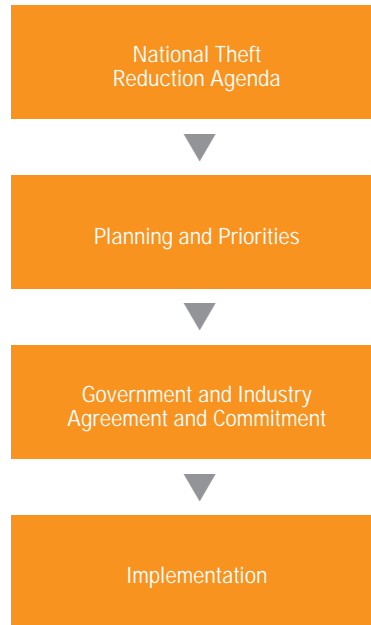 National Theft
Reduction Agenda
Planning and Priorities
Government and Industry
Agreement and Commitment
Implementation